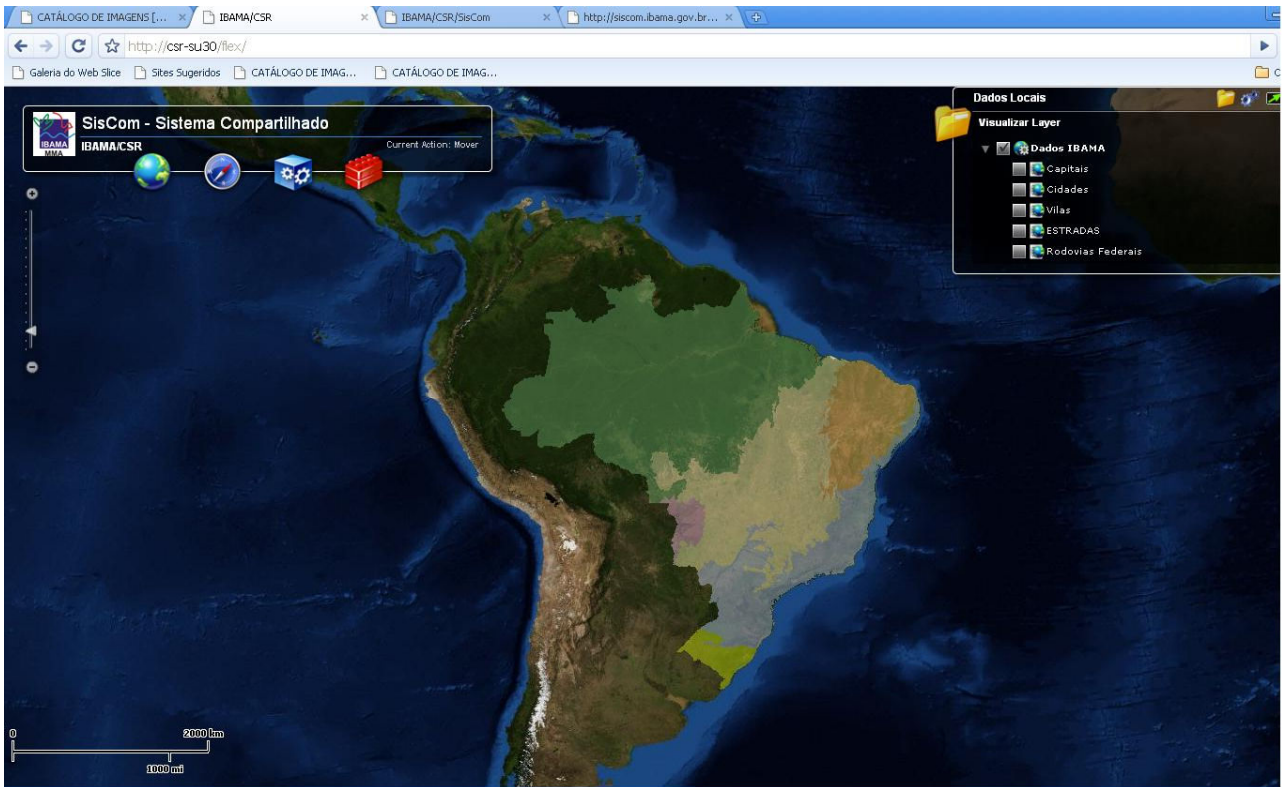 CATÁLOGO DE IMAGENS [...
IBAMA/CSR
IBAMA/CSR/SisCom
http://siscom.ibama.gov.br...
http://csr-su30/flex/
Galeria do Web Slice
Sites Sugeridos
CATÁLOGO DE IMAG...
CATÁLOGO DE IMAG...
SisCom - Sistema Compartilhado
IBAMA
MMA
IBAMA/CSR
Current Action: Mover
Dados Locais
Visualizar Layer
Dados IBAMA
Capitais
Cidades
Vilas
ESTRADAS
Rodovias Federais
0
2000 km
1000 mi